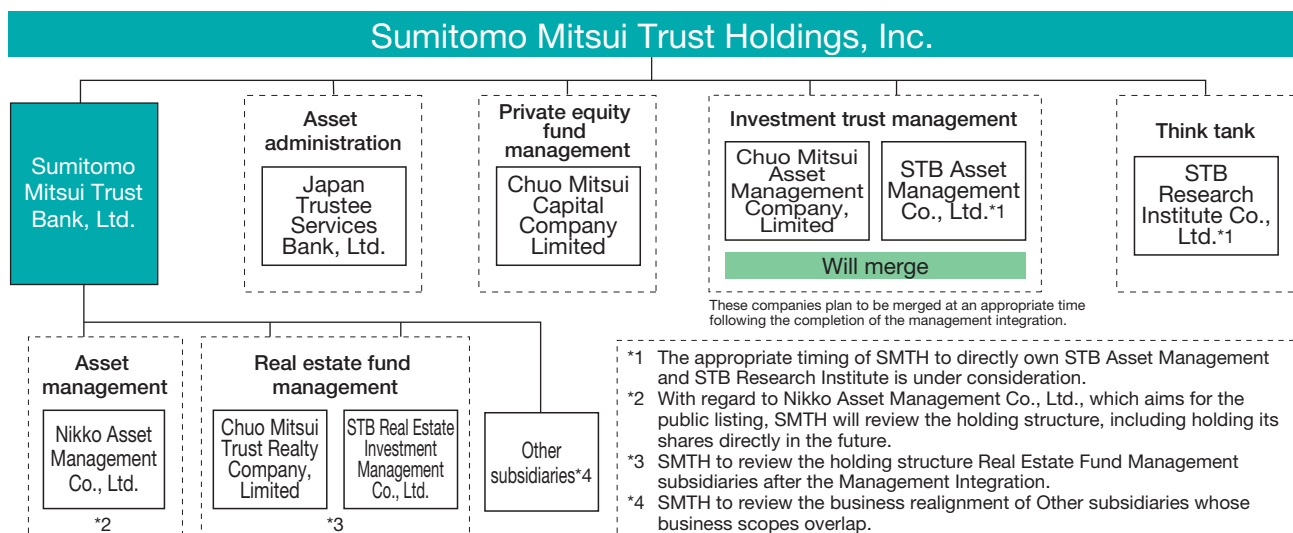 Sumitomo Mitsui Trust Holdings, Inc.
Sumitomo
Mitsui Trust
Bank, Ltd.
Asset
administration
Japan
Trustee
Services
Bank, Ltd.
Private equity
fund
management
Chuo Mitsui
Capital
Company
Limited
Investment trust management
Chuo Mitsui
Asset
Management
Company,
Limited
STB Asset
Management
Co., Ltd.*1
Will merge
These companies plan to be merged at an appropriate time
following the completion of the management integration.
Think tank
STB
Research
Institute Co.,
Ltd.*1
Asset
management
Nikko Asset
Management
Co., Ltd.
*2
Real estate fund
management
Chuo Mitsui
Trust Realty
Company,
Limited
STB Real Estate
Investment
Management
Co., Ltd.
*3
Other
subsidiaries*4
*1 The appropriate timing of SMTH to directly own STB Asset Management
and STB Research Institute is under consideration.
*2 With regard to Nikko Asset Management Co., Ltd., which aims for the
public listing, SMTH will review the holding structure, including holding its
shares directly in the future.
*3 SMTH to review the holding structure Real Estate Fund Management
subsidiaries after the Management Integration.
*4 SMTH to review the business realignment of Other subsidiaries whose
business scopes overlap.